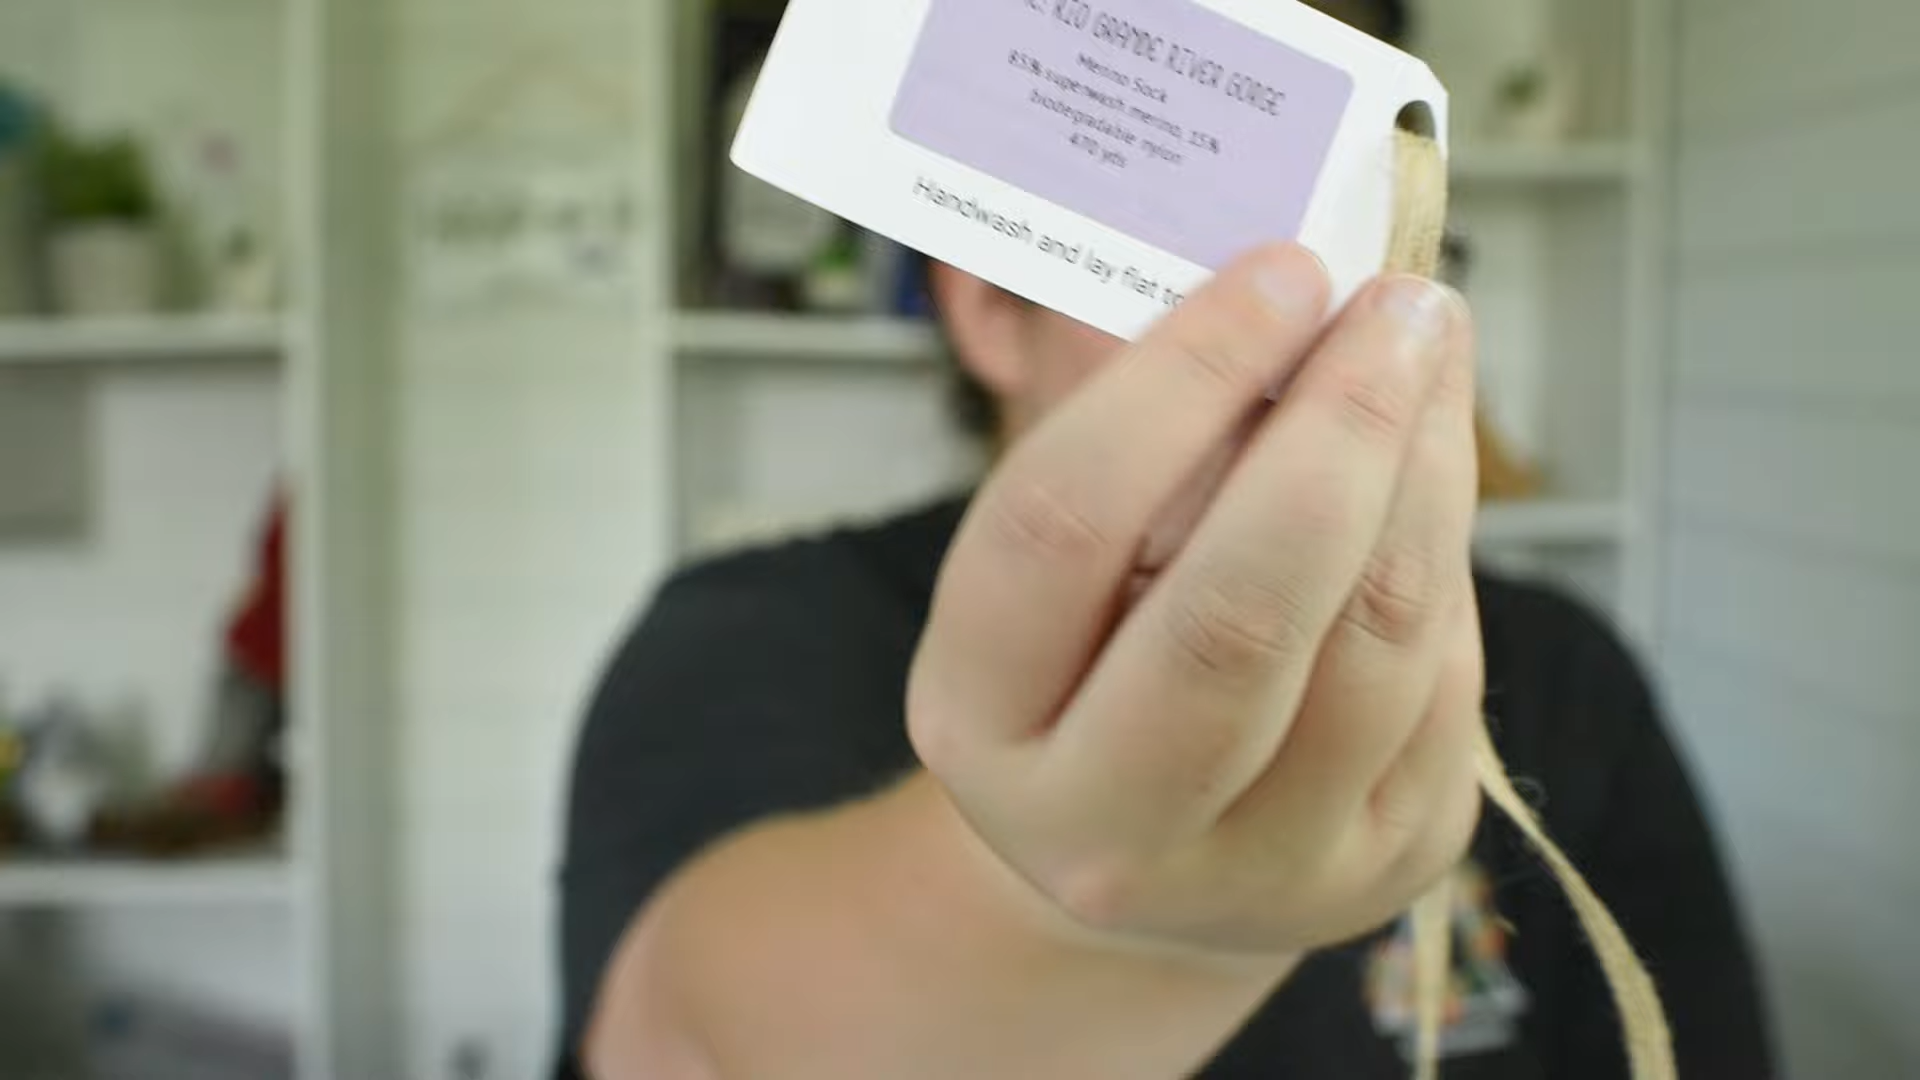 RIO GRANDE RIVER GORGE
Merino Sock
85% superwash merino, 15%
biodegradable nylon
470 yds
Handwash and lay flat to